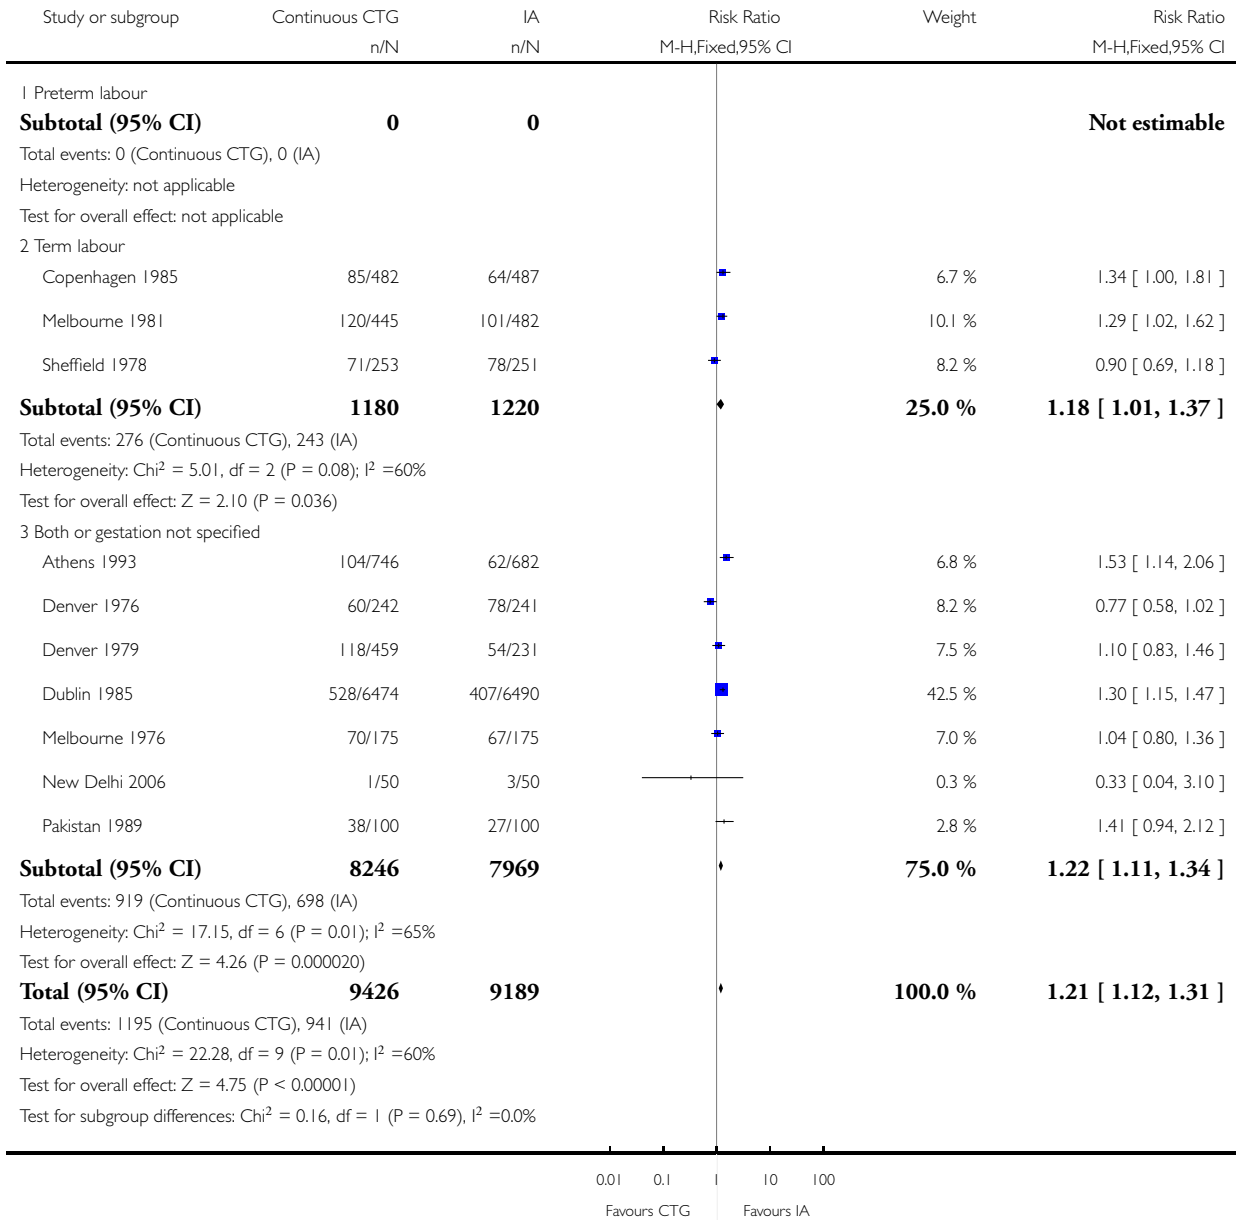 Study or subgroup Continuous CTG IA Risk Ratio Weight Risk Ratio
n/N n/N M-H,Fixed,95% CI M-H,Fixed,95% CI
1 Preterm labour
Subtotal (95% CI) 0 0 Not estimable
Total events: 0 (Continuous CTG), 0 (IA)
Heterogeneity: not applicable
Test for overall effect: not applicable
2 Term labour
Copenhagen 1985 85/482 64/487 6.7 % 1.34 [ 1.00, 1.81 ]
Melbourne 1981 120/445 101/482 10.1 % 1.29 [ 1.02, 1.62 ]
Sheffield 1978 71/253 78/251 8.2 % 0.90 [ 0.69, 1.18 ]
Subtotal (95% CI) 1180 1220 25.0 % 1.18 [ 1.01, 1.37 ]
Total events: 276 (Continuous CTG), 243 (IA)
Heterogeneity: Chi² = 5.01, df = 2 (P = 0.08); I² =60%
Test for overall effect: Z = 2.10 (P = 0.036)
3 Both or gestation not specified
Athens 1993 104/746 62/682 6.8 % 1.53 [ 1.14, 2.06 ]
Denver 1976 60/242 78/241 8.2 % 0.77 [ 0.58, 1.02 ]
Denver 1979 118/459 54/231 7.5 % 1.10 [ 0.83, 1.46 ]
Dublin 1985 528/6474 407/6490 42.5 % 1.30 [ 1.15, 1.47 ]
Melbourne 1976 70/175 67/175 7.0 % 1.04 [ 0.80, 1.36 ]
New Delhi 2006 1/50 3/50 0.3 % 0.33 [ 0.04, 3.10 ]
Pakistan 1989 38/100 27/100 2.8 % 1.41 [ 0.94, 2.12 ]
Subtotal (95% CI) 8246 7969 75.0 % 1.22 [ 1.11, 1.34 ]
Total events: 919 (Continuous CTG), 698 (IA)
Heterogeneity: Chi² = 17.15, df = 6 (P = 0.01); I² =65%
Test for overall effect: Z = 4.26 (P = 0.000020)
Total (95% CI) 9426 9189 100.0 % 1.21 [ 1.12, 1.31 ]
Total events: 1195 (Continuous CTG), 941 (IA)
Heterogeneity: Chi² = 22.28, df = 9 (P = 0.01); I² =60%
Test for overall effect: Z = 4.75 (P < 0.00001)
Test for subgroup differences: Chi² = 0.16, df = 1 (P = 0.69), I² =0.0%
0.01 0.1 1 10 100
Favours CTG Favours IA